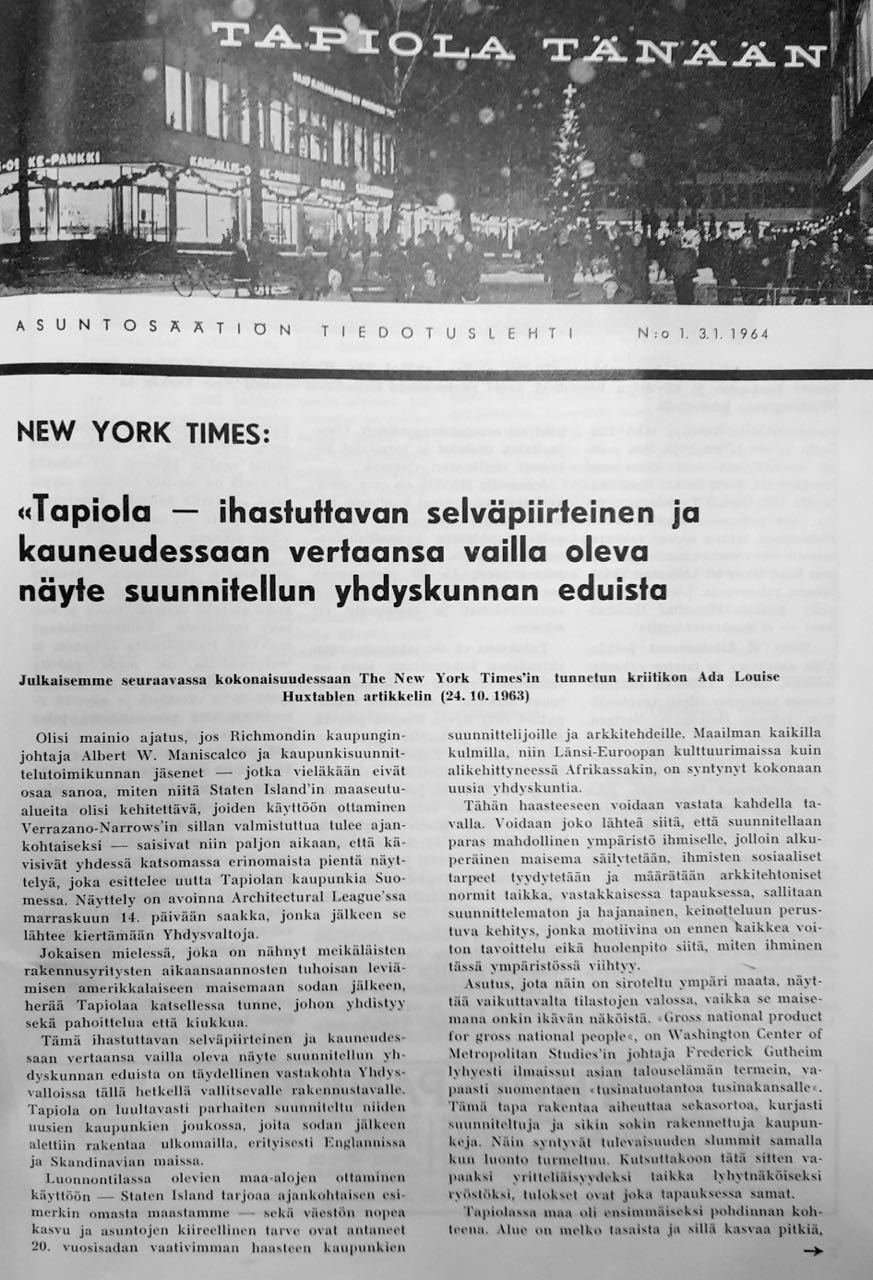 TAPIOLA TÄNÄÄN
KE-PANKKI
KANSALLIS-O KE-PANKKI
ASUNTOSÄÄTIÖN TIEDOTUSLEHTI N:o 1. 3.1.1964
NEW YORK TIMES:
«Tapiola — ihastuttavan selväpiirteinen ja
kauneudessaan vertaansa vailla oleva
näyte suunnitellun yhdyskunnan eduista
Julkaisemme seuraavassa kokonaisuudessaan The New York Times'in tunnetun kriitikon Ada Louise
Huxtablen artikkelin (24. 10. 1963)
Olisi mainio ajatus, jos Richmondin kaupungin-
johtaja Albert W. Maniscalco ja kaupunkisuunnit-
telutoimikunnan jäsenet — jotka vieläkään eivät
osaa sanoa, miten niitä Staten Island'in maaseutu-
alueita olisi kehitettävä, joiden käyttöön ottaminen
Verrazano-Narrows'in sillan valmistuttua tulee ajan-
kohtaiseksi — saisivat niin paljon aikaan, että kä-
visivät yhdessä katsomassa erinomaista pientä näyt-
telyä, joka esittelee uutta Tapiolan kaupunkia Suo-
messa. Näyttely on avoinna Architectural League'ssa
marraskuun 14. päivään saakka, jonka jälkeen se
lähtee kiertämään Yhdysvaltoja.
Jokaisen mielessä, joka on nähnyt meikäläisten
rakennusyritysten aikaansaannosten tuhoisan leviä-
misen amerikkalaiseen maisemaan sodan jälkeen,
herää Tapiolaa katsellessa tunne, johon yhdistyy
sekä pahoittelua että kiukkua.
Tämä ihastuttavan selväpiirteinen ja kauneudes-
saan vertaansa vailla oleva näyte suunnitellun yh-
dyskunnan eduista on täydellinen vastakohta Yhdys-
valloissa tällä hetkellä vallitsevalle rakennustavalle.
Tapiola on luultavasti parhaiten suunniteltu niiden
uusien kaupunkien joukossa, joita sodan jälkeen
alettiin rakentaa ulkomailla, erityisesti Englannissa
ja Skandinavian maissa.
Luonnontilassa olevien maa-alojen ottaminen
käyttöön — Staten Island tarjoaa ajankohtaisen esi-
merkin omasta maastamme — sekä väestön nopea
kasvu ja asuntojen kiireellinen tarve ovat antaneet
20. vuosisadan vaativimman haasteen kaupunkien
suunnittelijoille ja arkkitehdeille. Maailman kaikilla
kulmilla, niin Länsi-Euroopan kulttuurimaissa kuin
alikehittyneessä Afrikassakin, on syntynyt kokonaan
uusia yhdyskuntia.
Tähän haasteeseen voidaan vastata kahdella ta-
valla. Voidaan joko lähteä siitä, että suunnitellaan
paras mahdollinen ympäristö ihmiselle, jolloin alku-
peräinen maisema säilytetään, ihmisten sosiaaliset
tarpeet tyydytetään ja määrätään arkkitehtoniset
normit taikka, vastakkaisessa tapauksessa, sallitaan
suunnittelematon ja hajanainen, keinotteluun perus-
tuva kehitys, jonka motiivina on ennen kaikkea voi-
ton tavoittelu eikä huolenpito siitä, miten ihminen
tässä ympäristössä viihtyy.
Asutus, jota näin on siroteltu ympäri maata, näyt-
tää vaikuttavalta tilastojen valossa, vaikka se maise-
mana onkin ikävän näköistä. «Gross national product
for gross national people«, on Washington Center of
Metropolitan Studies'in johtaja Frederick Gutheim
lyhyesti ilmaissut asian talouselämän termein, va-
paasti suomentaen «tusinatuotantoa tusinakansalle«.
Tämä tapa rakentaa aiheuttaa sekasortoa, kurjasti
suunniteltuja ja sikin sokin rakennettuja kaupun-
keja. Näin syntyvät tulevaisuuden slummit samalla
kun luonto turmeltuu. Kutsuttakoon tätä sitten va-
paaksi yritteliäisyydeksi taikka lyhytnäköiseksi
ryöstöksi, tulokset ovat joka tapauksessa samat.
Tapiolassa maa oli ensimmäiseksi pohdinnan koh-
teena. Alue on melko tasaista ja sillä kasvaa pitkiä,
→